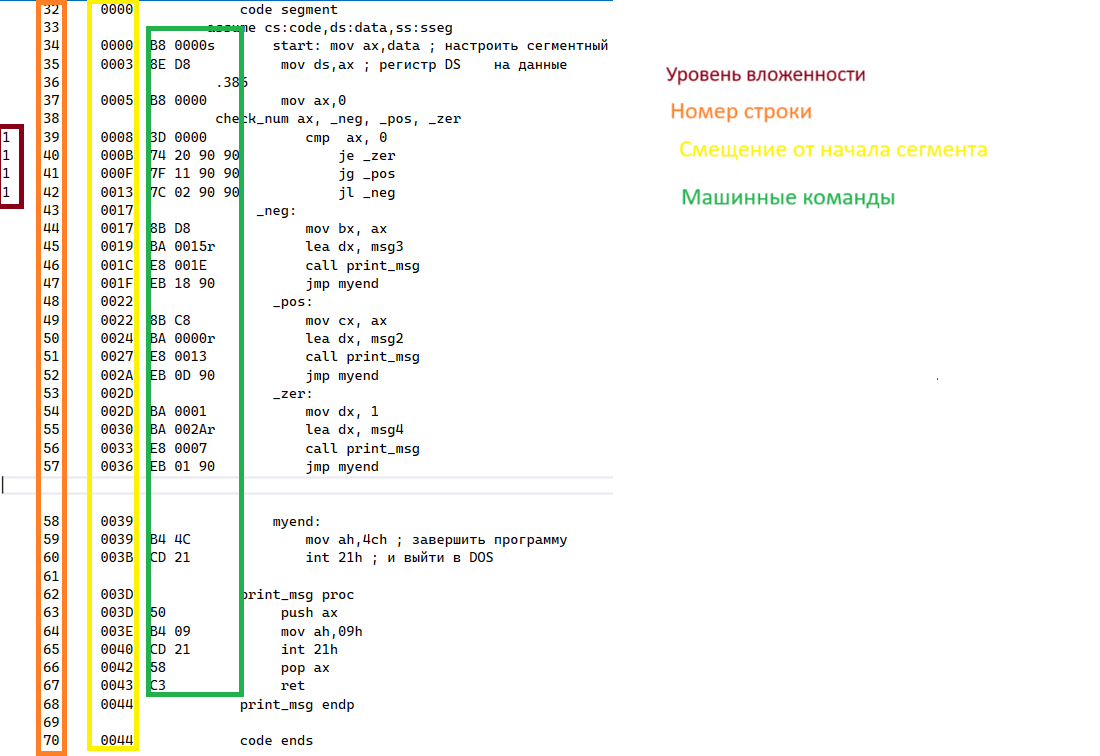 32 0000 code segment
33 assume cs:code,ds:data,ss:sseg
34 0000 B8 0000s start: mov ax,data ; настроить сегментный
35 0003 8E D8 mov ds,ax ; регистр DS на данные
36 .386
37 0005 B8 0000 mov ax,0
38 check_num ax, _neg, _pos, _zer
1 39 0008 3D 0000 cmp ax, 0
1 40 000B 74 20 90 90 je _zer
1 41 000F 7F 11 90 90 jg _pos
1 42 0013 7C 02 90 90 jl _neg
43 0017 _neg:
44 0017 8B D8 mov bx, ax
45 0019 BA 0015r lea dx, msg3
46 001C E8 001E call print_msg
47 001F EB 18 90 jmp myend
48 0022 _pos:
49 0022 8B C8 mov cx, ax
50 0024 BA 0000r lea dx, msg2
51 0027 E8 0013 call print_msg
52 002A EB 0D 90 jmp myend
53 002D _zer:
54 002D BA 0001 mov dx, 1
55 0030 BA 002Ar lea dx, msg4
56 0033 E8 0007 call print_msg
57 0036 EB 01 90 jmp myend
58 0039 myend:
59 0039 B4 4C mov ah,4ch ; завершить программу
60 003B CD 21 int 21h ; и выйти в DOS
61
62 003D print_msg proc
63 003D 50 push ax
64 003E B4 09 mov ah,09h
65 0040 CD 21 int 21h
66 0042 58 pop ax
67 0043 C3 ret
68 0044 print_msg endp
69
70 0044 code ends
Уровень вложенности
Номер строки
Смещение от начала сегмента
Машинные команды